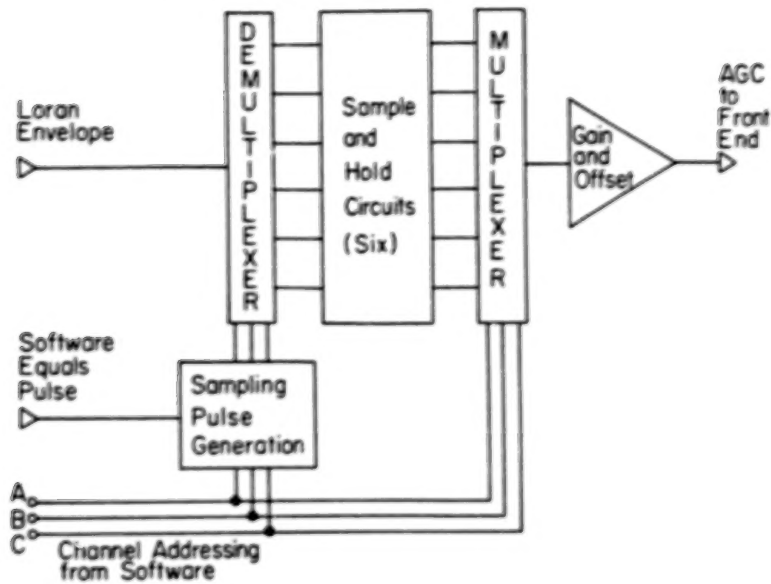 Loran
Envelope
DEMULTIPLEXER
Sample
and
Hold
Circuits
(Six)
MULTIPLEXER
Gain
and
Offset
AGC
to
Front
End
Software
Equals
Pulse
Sampling
Pulse
Generation
A
B
C
Channel Addressing
from Software